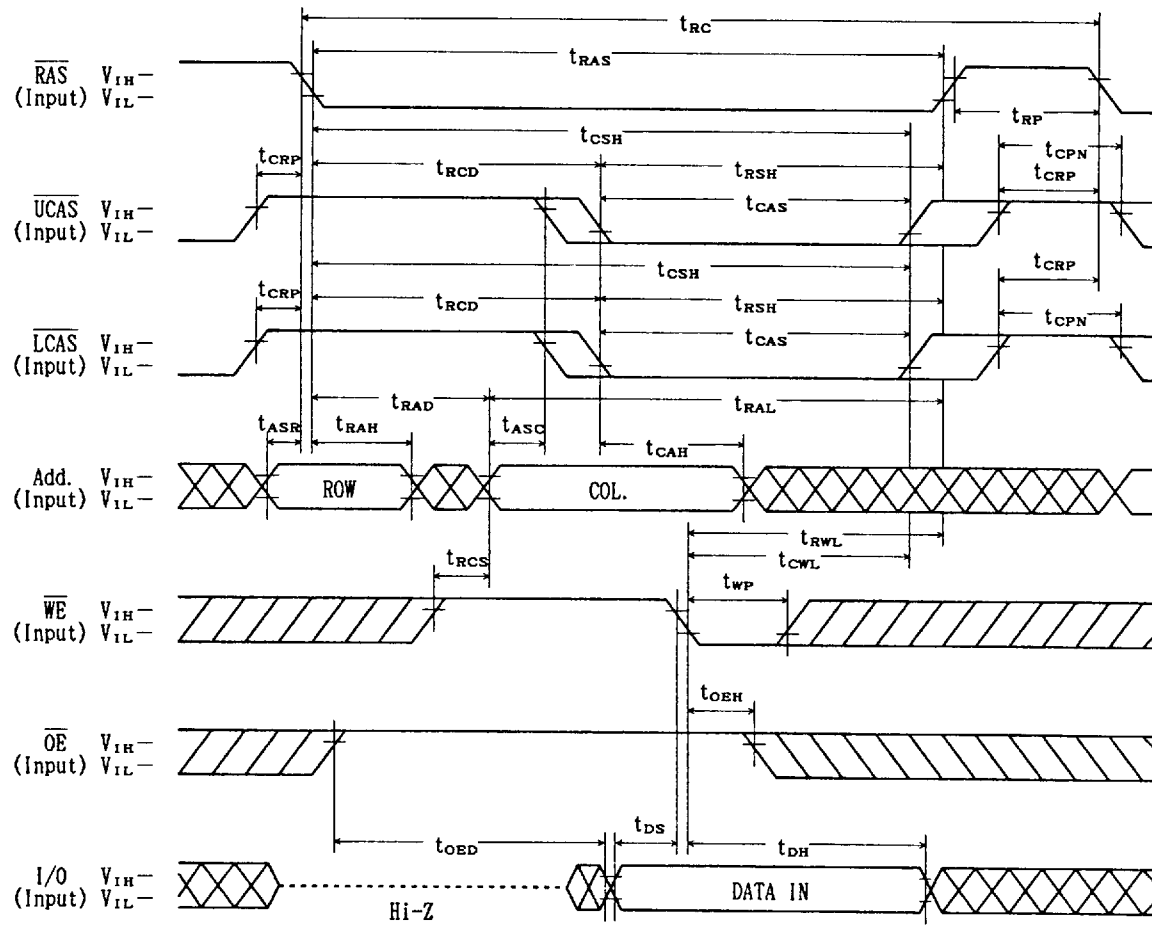 tRC
tRAS
RAS VIH—
(Input) VIL—
tRP
tCSH
tCRP tRCD tRSH tCPN
tCRP
UCAS VIH—
(Input) VIL—
tCAS
tCSH tCRP
tCRP tRCD tRSH
tCPN
LCAS VIH—
(Input) VIL—
tCAS
tRAD tRAL
tASR tRAH tASC tCAH
Add. VIH—
(Input) VIL—
ROW COL.
tRWL
tRCS tCWL
tWP
WE VIH—
(Input) VIL—
tOEH
OE VIH—
(Input) VIL—
tOED tDS tDH
I/O VIH—
(Input) VIL—
Hi-Z DATA IN